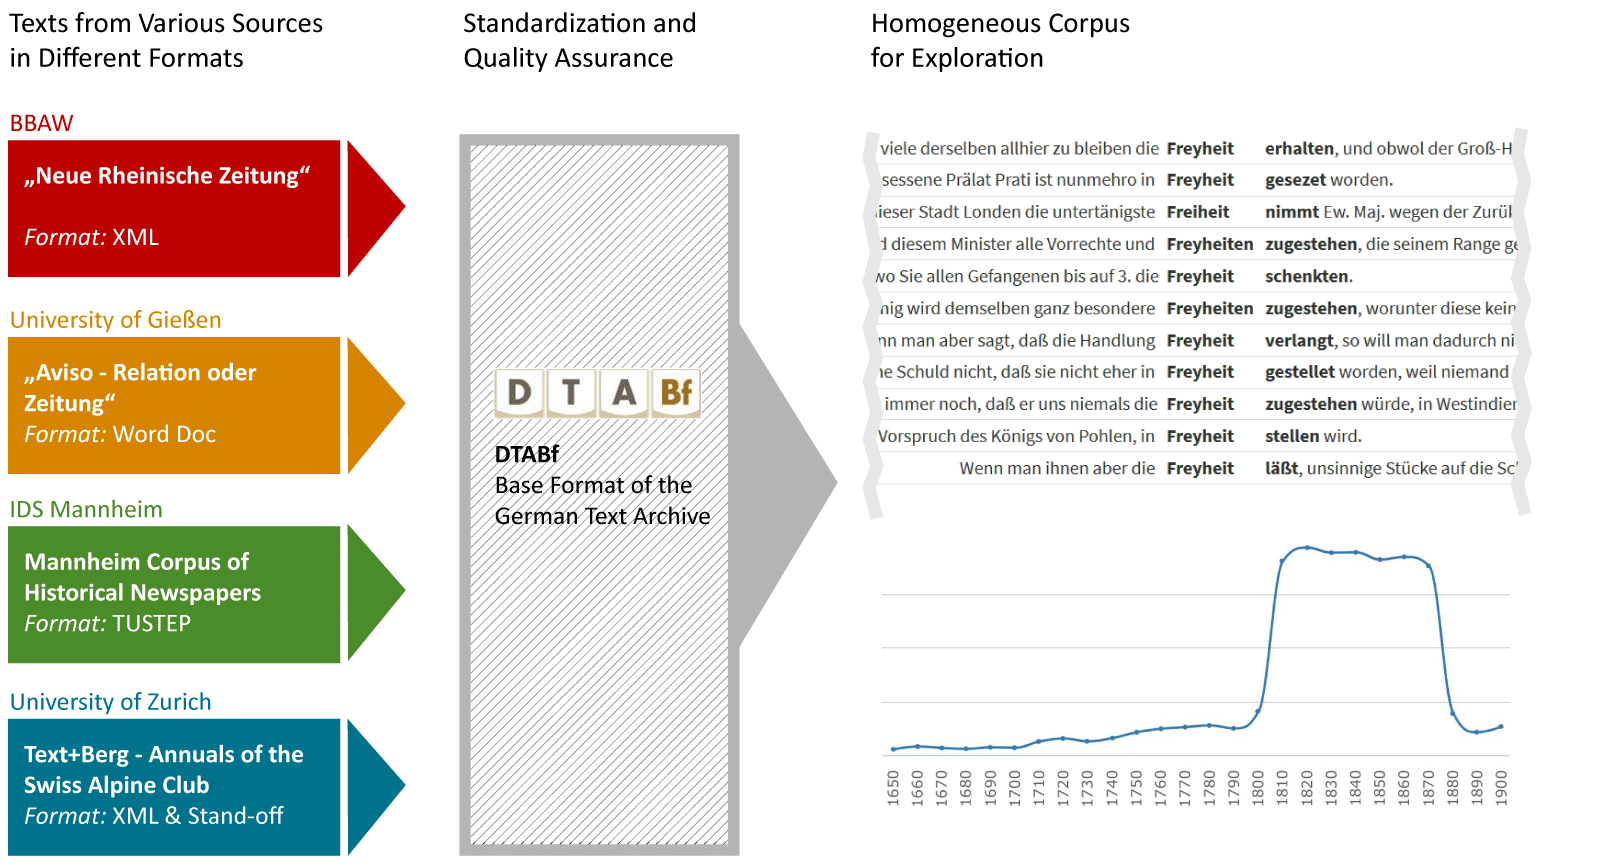 Texts from Various Sources
in Different Formats
BBAW
„Neue Rheinische Zeitung“
Format: XML
University of Gießen
„Aviso - Relation oder
Zeitung“
Format: Word Doc
IDS Mannheim
Mannheim Corpus of
Historical Newspapers
Format: TUSTEP
University of Zurich
Text+Berg - Annuals of the
Swiss Alpine Club
Format: XML & Stand-off
Standardization and
Quality Assurance
D T A Bf
DTABf
Base Format of the
German Text Archive
Homogeneous Corpus
for Exploration
viele derselben allhier zu bleiben die Freyheit erhalten, und obwol der Groß-H
sessene Prälat Prati ist nunmehro in Freyheit gesezet worden.
ieser Stadt Londen die untertänigste Freiheit nimmt Ew. Maj. wegen der Zurük
d diesem Minister alle Vorrechte und Freyheiten zugestehen, die seinem Range ge
wo Sie allen Gefangenen bis auf 3. die Freyheit schenkten.
nig wird demselben ganz besondere Freyheiten zugestehen, worunter diese kein
nn man aber sagt, daß die Handlung Freyheit verlangt, so will man dadurch ni
ne Schuld nicht, daß sie nicht eher in Freyheit gestellet worden, weil niemand
immer noch, daß er uns niemals die Freyheit zugestehen würde, in Westindien
Vorspruch des Königs von Pohlen, in Freyheit stellen wird.
Wenn man ihnen aber die Freyheit läßt, unsinnige Stücke auf die Sc
1650 1660 1670 1680 1690 1700 1710 1720 1730 1740 1750 1760 1770 1780 1790 1800 1810 1820 1830 1840 1850 1860 1870 1880 1890 1900